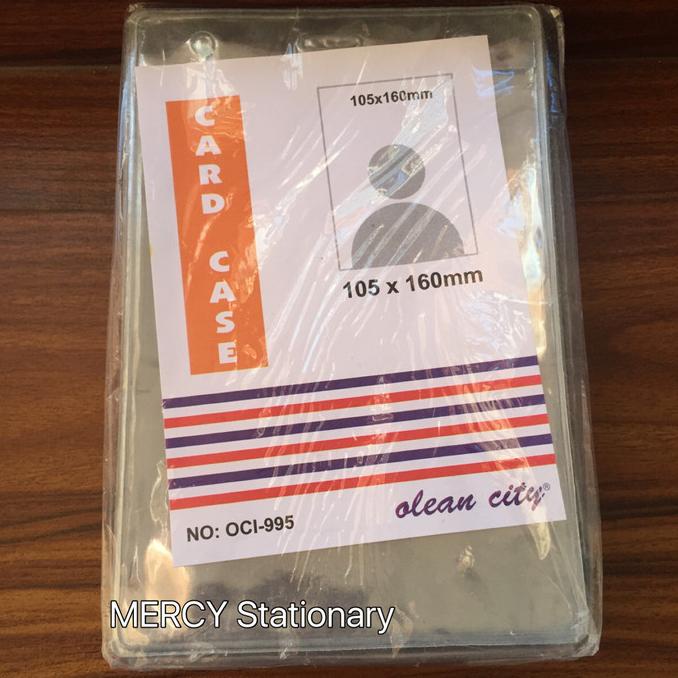 CARD CASE
105x160mm
105 x 160mm
olean city®
NO: OCI-995
MERCY Stationary